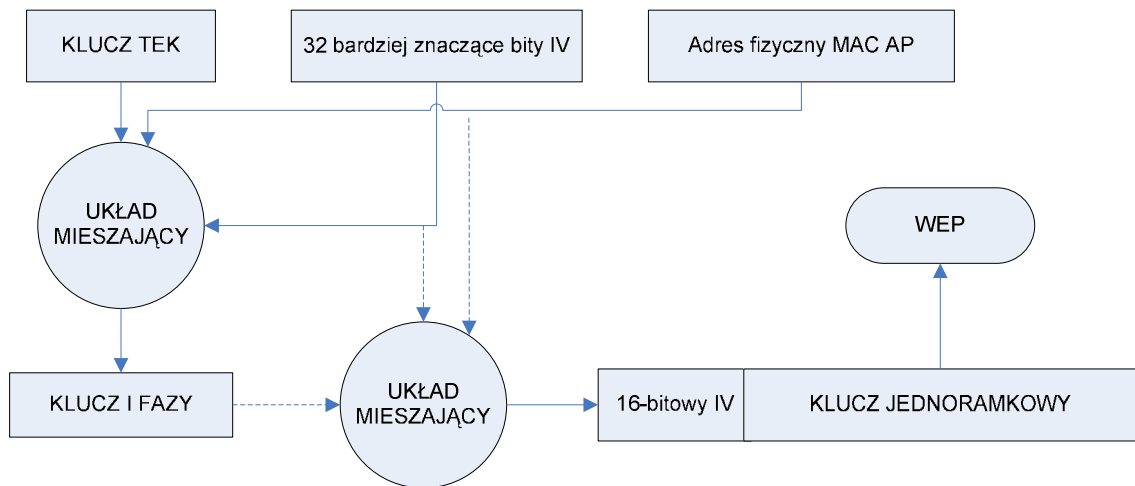 KLUCZ TEK
32 bardziej znaczące bity IV
Adres fizyczny MAC AP
UKŁAD
MIESZAJĄCY
WEP
KLUCZ I FAZY
UKŁAD
MIESZAJĄCY
16-bitowy IV
KLUCZ JEDNORAMKOWY